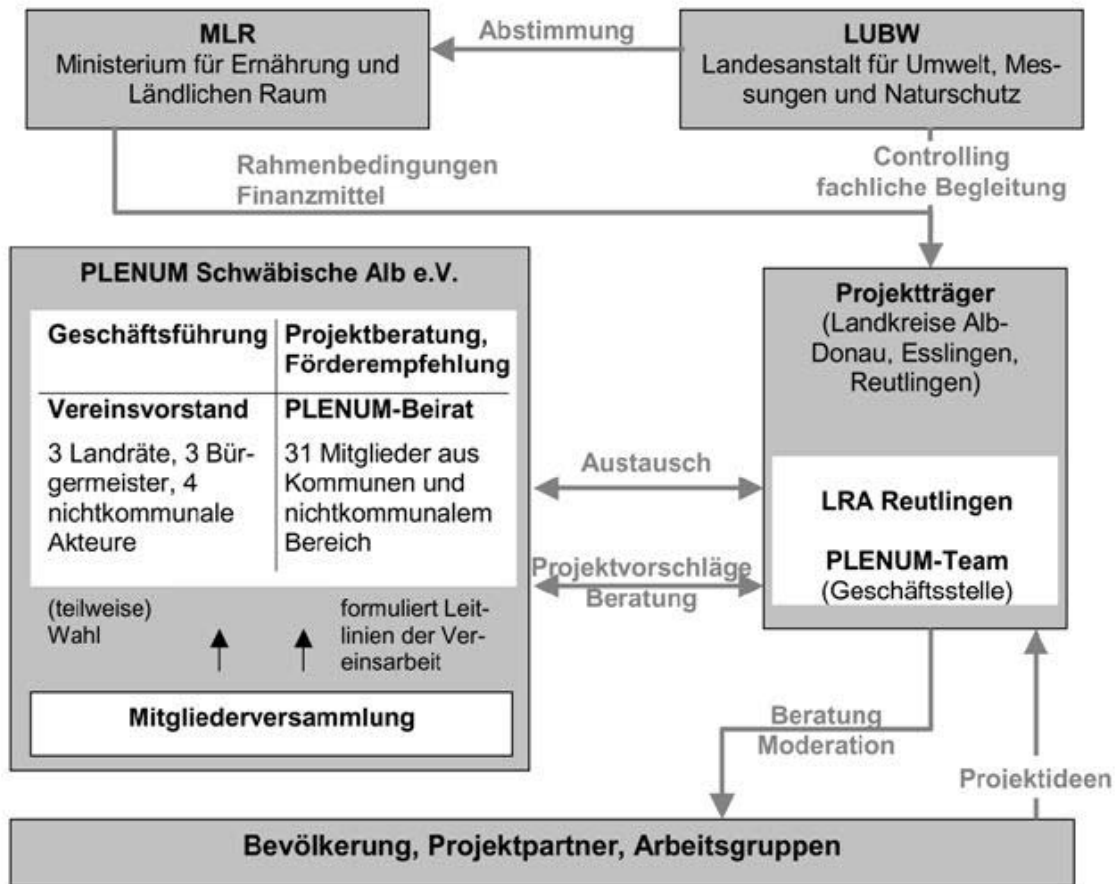 MLR
Ministerium für Ernährung und
Ländlichen Raum
Abstimmung
LUBW
Landesanstalt für Umwelt, Mes-
sungen und Naturschutz
Rahmenbedingungen
Finanzmittel
Controlling
fachliche Begleitung
PLENUM Schwäbische Alb e.V.
Geschäftsführung
Projektberatung,
Förderempfehlung
Vereinsvorstand
3 Landräte, 3 Bür-
germeister, 4
nichtkommunale
Akteure
PLENUM-Beirat
31 Mitglieder aus
Kommunen und
nichtkommunalem
Bereich
(teilweise)
Wahl
formuliert Leit-
linien der Ver-
einsarbeit
Mitgliederversammlung
Austausch
Projektvorschläge
Beratung
Projektträger
(Landkreise Alb-
Donau, Esslingen,
Reutlingen)
LRA Reutlingen
PLENUM-Team
(Geschäftsstelle)
Beratung
Moderation
Projektideen
Bevölkerung, Projektpartner, Arbeitsgruppen